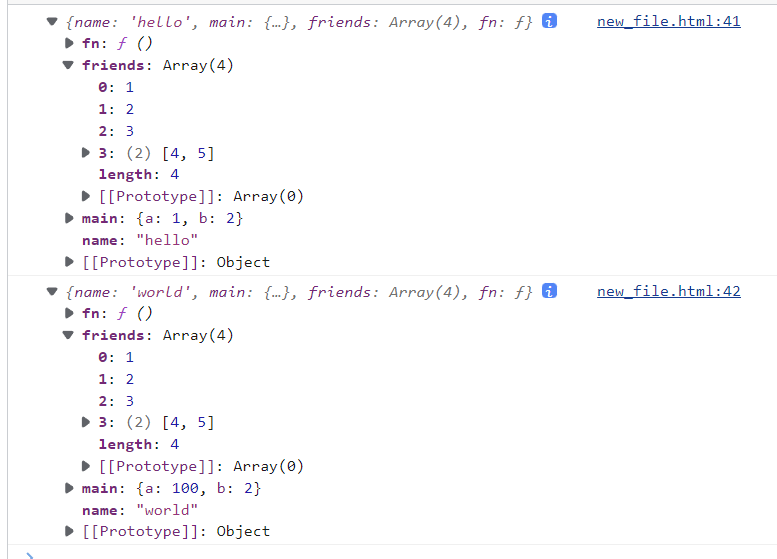 ▼ {name: 'hello', main: {…}, friends: Array(4), fn: ƒ} i new_file.html:41
▶ fn: ƒ ()
▼ friends: Array(4)
0: 1
1: 2
2: 3
▶ 3: (2) [4, 5]
length: 4
▶ [[Prototype]]: Array(0)
▶ main: {a: 1, b: 2}
name: "hello"
▶ [[Prototype]]: Object
▼ {name: 'world', main: {…}, friends: Array(4), fn: ƒ} i new_file.html:42
▶ fn: ƒ ()
▼ friends: Array(4)
0: 1
1: 2
2: 3
▶ 3: (2) [4, 5]
length: 4
▶ [[Prototype]]: Array(0)
▶ main: {a: 100, b: 2}
name: "world"
▶ [[Prototype]]: Object